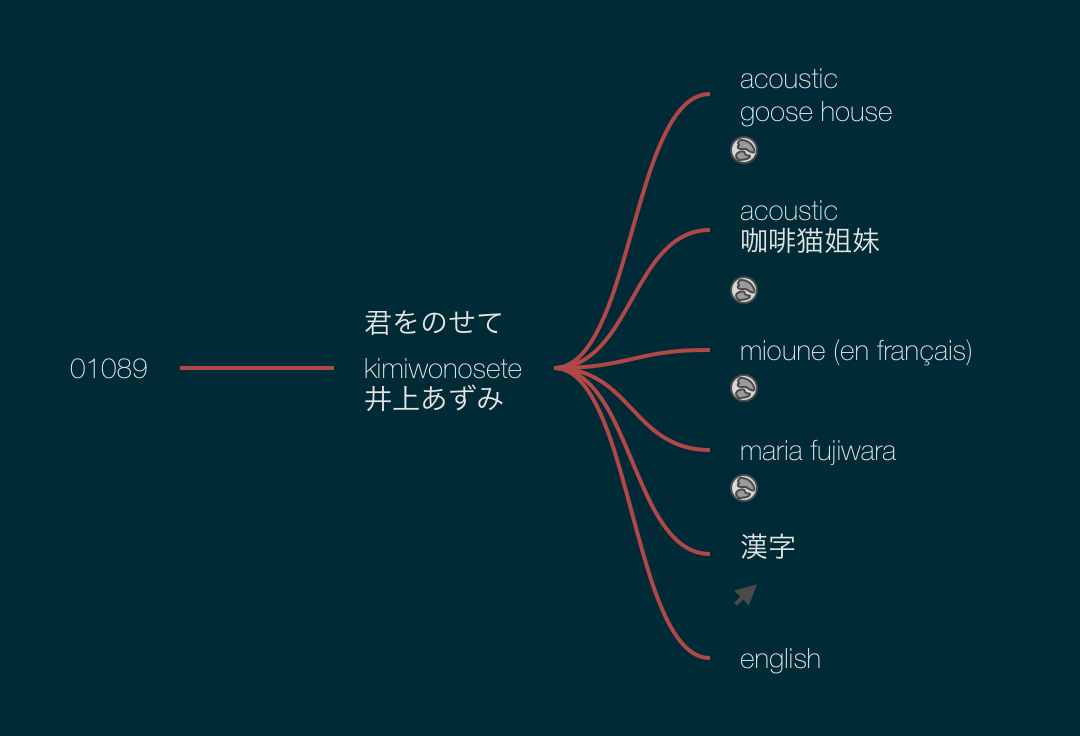 01089
君をのせて
kimiwonosete
井上あずみ
acoustic
goose house
acoustic
咖啡猫姐妹
mioune (en français)
maria fujiwara
漢字
english